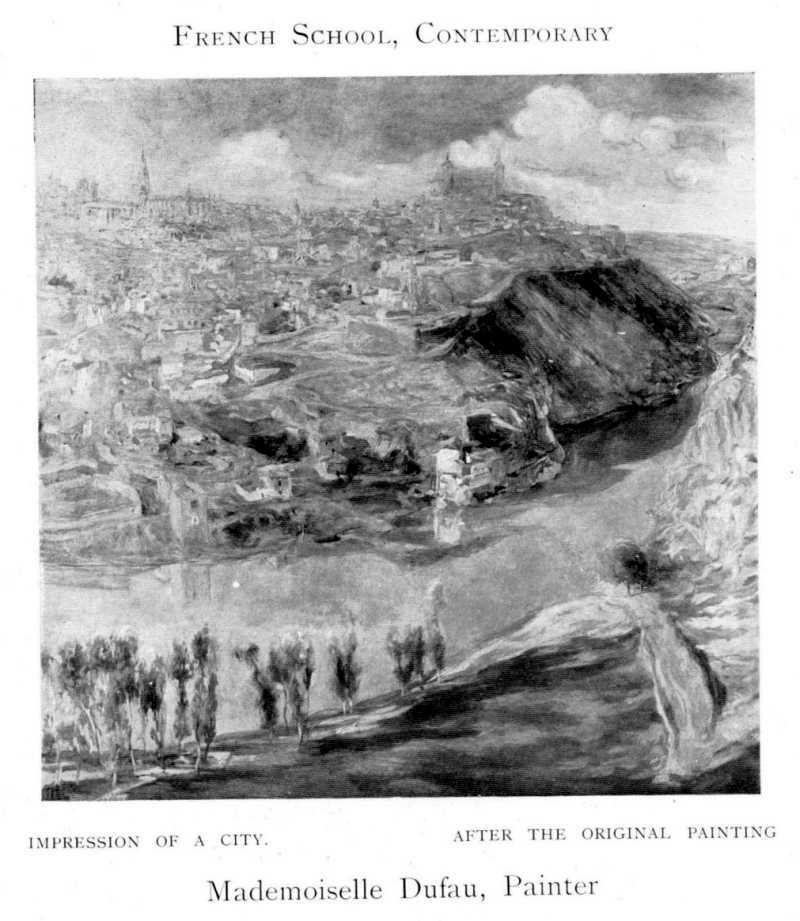 French School, Contemporary
IMPRESSION OF A CITY.
AFTER THE ORIGINAL PAINTING
Mademoiselle Dufau, Painter